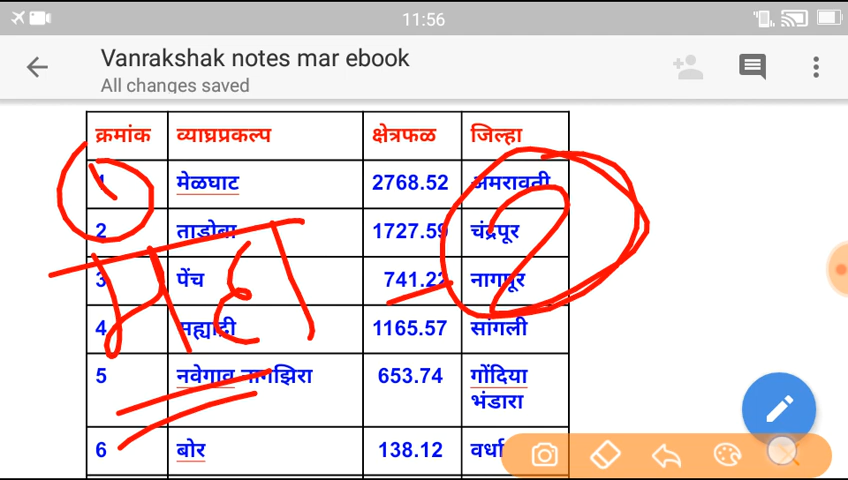 11:56
Vanrakshak notes mar ebook
All changes saved
क्रमांक व्याघ्रप्रकल्प क्षेत्रफळ जिल्हा
1 मेळघाट 2768.52 अमरावती
2 ताडोबा 1727.59 चंद्रपूर
3 पेंच 741.22 नागपूर
4 सह्याद्री 1165.57 सांगली
5 नवेगाव नागझिरा 653.74 गोंदिया
भंडारा
6 बोर 138.12 वर्धा
महा